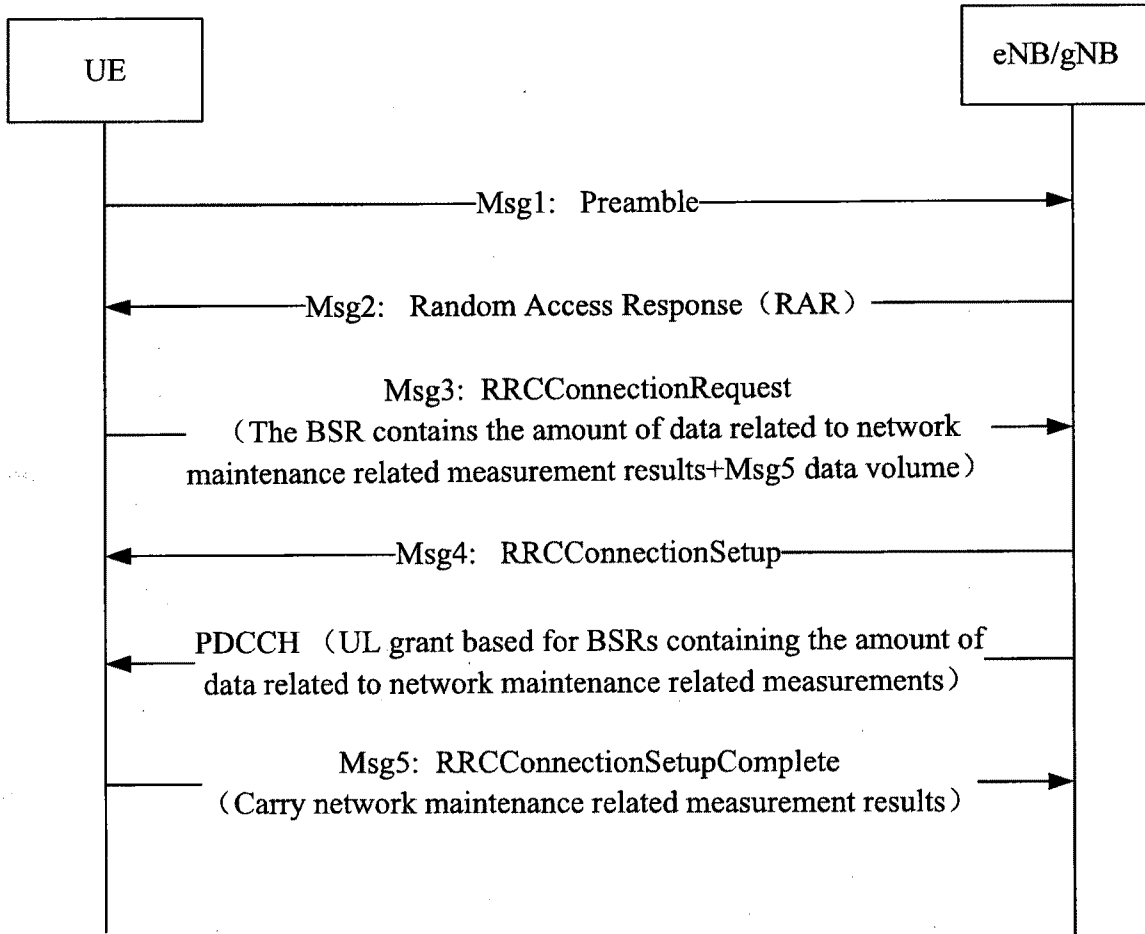 UE
eNB/gNB
Msg1: Preamble
Msg2: Random Access Response（RAR）
Msg3: RRCConnectionRequest
（The BSR contains the amount of data related to network
maintenance related measurement results+Msg5 data volume）
Msg4: RRCConnectionSetup
PDCCH （UL grant based for BSRs containing the amount of
data related to network maintenance related measurements）
Msg5: RRCConnectionSetupComplete
（Carry network maintenance related measurement results）